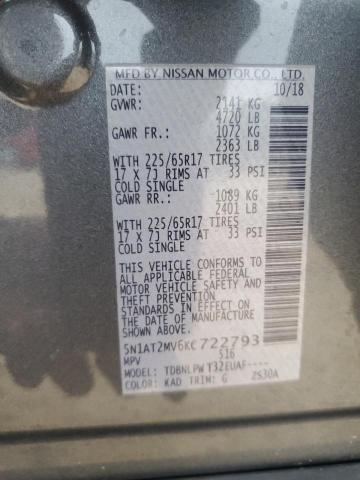 MFD BY NISSAN MOTOR CO., LTD.
DATE: 10/18
GVWR: 2141 KG
4720 LB
GAWR FR.: 1072 KG
2363 LB
WITH 225/65R17 TIRES
17 X 7J RIMS AT 33 PSI
COLD SINGLE
GAWR RR.: 1089 KG
2401 LB
WITH 225/65R17 TIRES
17 X 7J RIMS AT 33 PSI
COLD SINGLE
THIS VEHICLE CONFORMS TO
ALL APPLICABLE FEDERAL
MOTOR VEHICLE SAFETY AND
THEFT PREVENTION
STANDARDS IN EFFECT ON
THE DATE OF MANUFACTURE
SHOWN ABOVE.
5N1AT2MV6KC722793
MPV S16
MODEL: TDBNLPW T32EUAF----
COLOR: KAD TRIM: G 2S30A